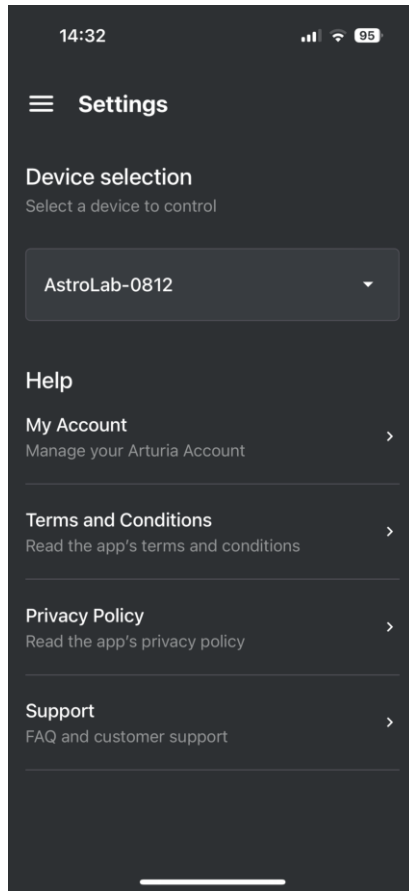 14:32
95
Settings
Device selection
Select a device to control
AstroLab-0812
Help
My Account
Manage your Arturia Account
Terms and Conditions
Read the app's terms and conditions
Privacy Policy
Read the app's privacy policy
Support
FAQ and customer support